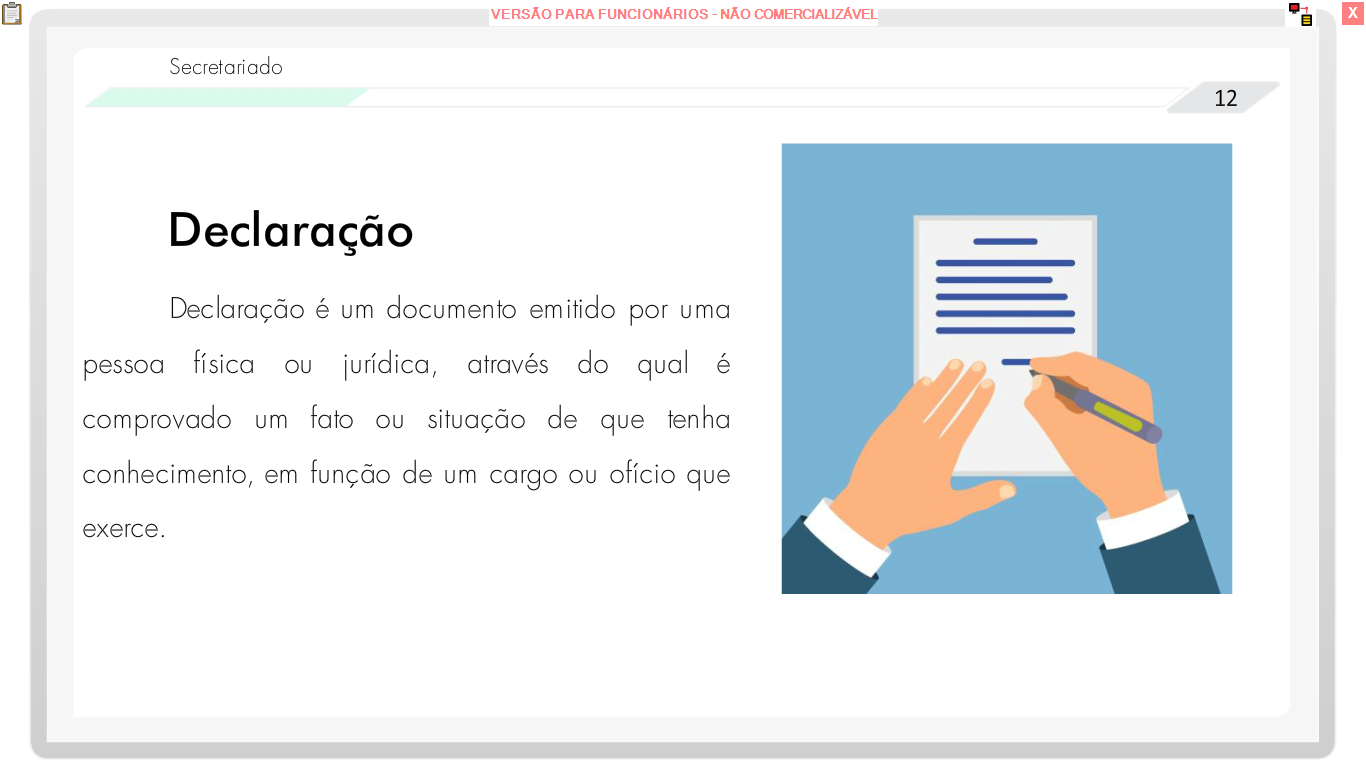 VERSÃO PARA FUNCIONÁRIOS - NÃO COMERCIALIZÁVEL
X
Secretariado
12
Declaração
Declaração é um documento emitido por uma
pessoa física ou jurídica, através do qual é
comprovado um fato ou situação de que tenha
conhecimento, em função de um cargo ou ofício que
exerce.